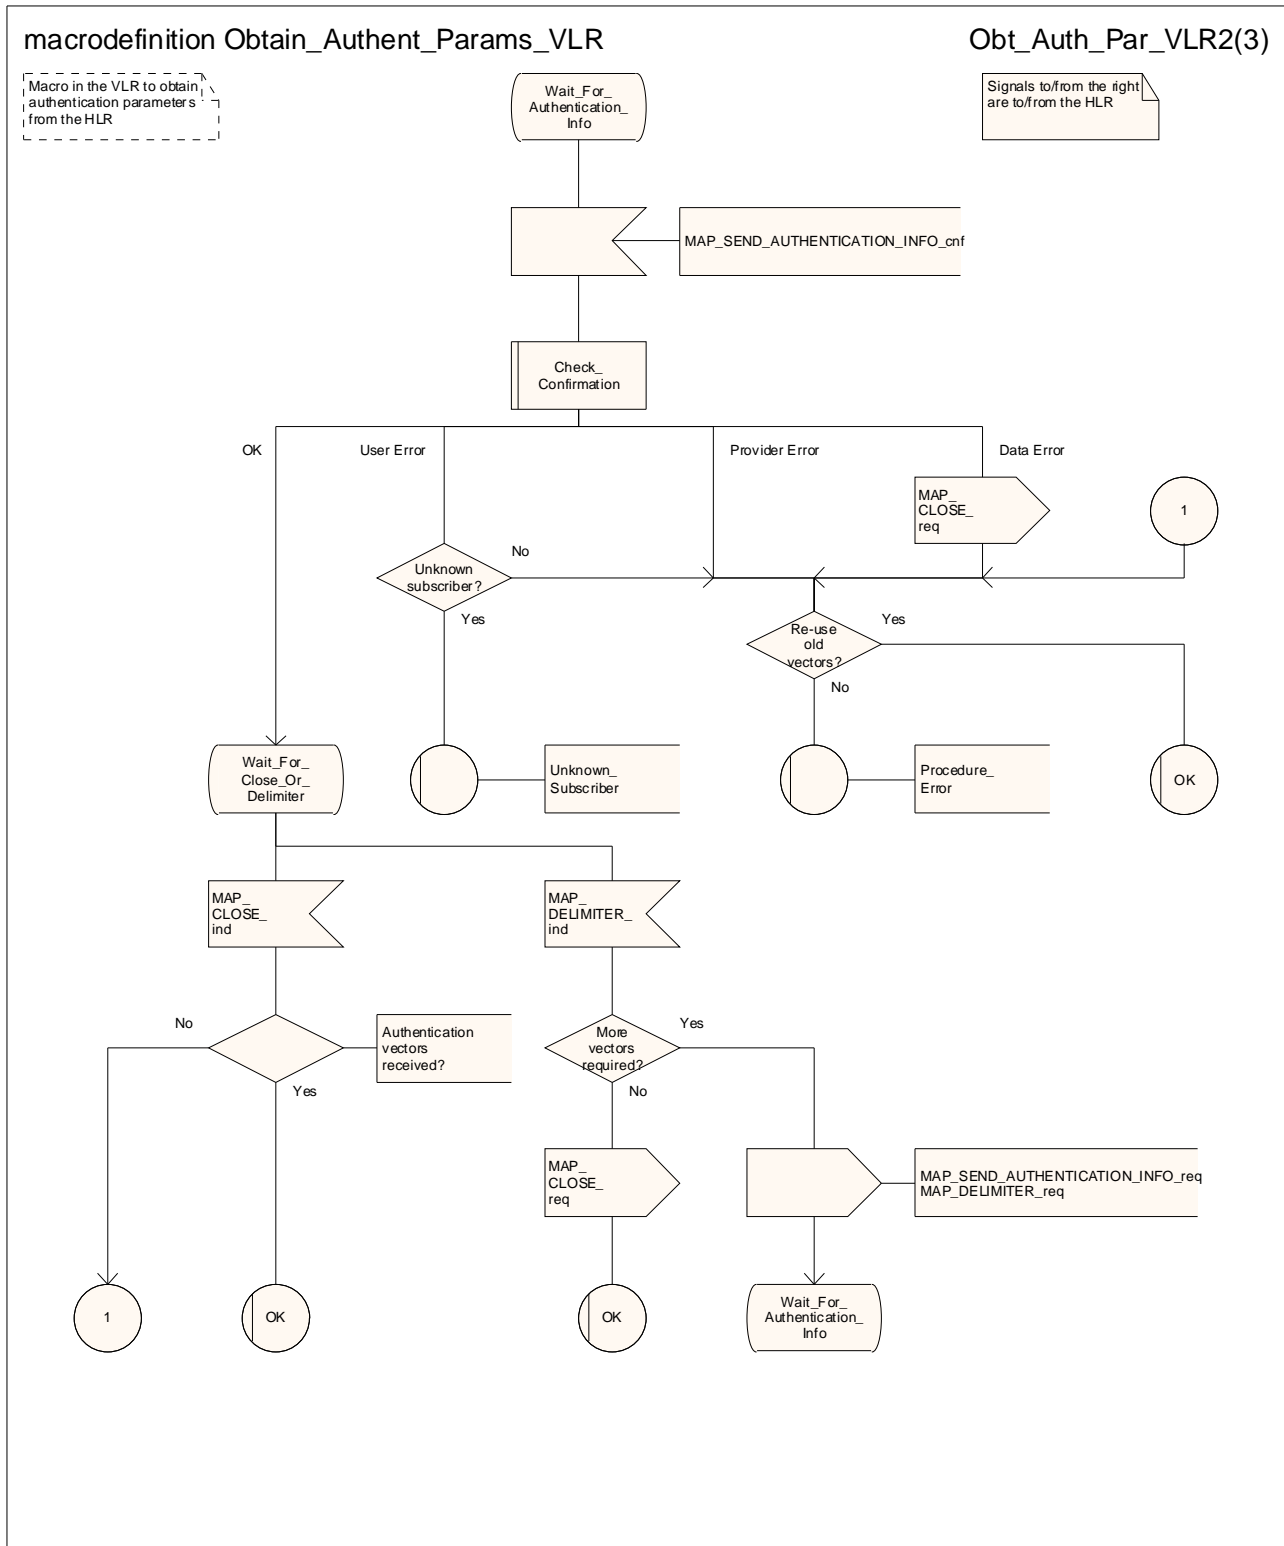 macrodefinition Obtain_Authent_Params_VLR
Obt_Auth_Par_VLR2(3)
Macro in the VLR to obtain
authentication parameters
from the HLR
Wait_For_
Authentication_
Info
Signals to/from the right
are to/from the HLR
MAP_SEND_AUTHENTICATION_INFO_cnf
Check_
Confirmation
OK
User Error
Provider Error
Data Error
MAP_
CLOSE_
req
1
Unknown
subscriber?
No
Yes
Re-use
old
vectors?
Yes
No
Wait_For_
Close_Or_
Delimiter
Unknown_
Subscriber
Procedure_
Error
OK
MAP_
CLOSE_
ind
MAP_
DELIMITER_
ind
No
Authentication
vectors
received?
Yes
More
vectors
required?
Yes
No
MAP_
CLOSE_
req
MAP_SEND_AUTHENTICATION_INFO_req
MAP_DELIMITER_req
1
OK
OK
Wait_For_
Authentication_
Info